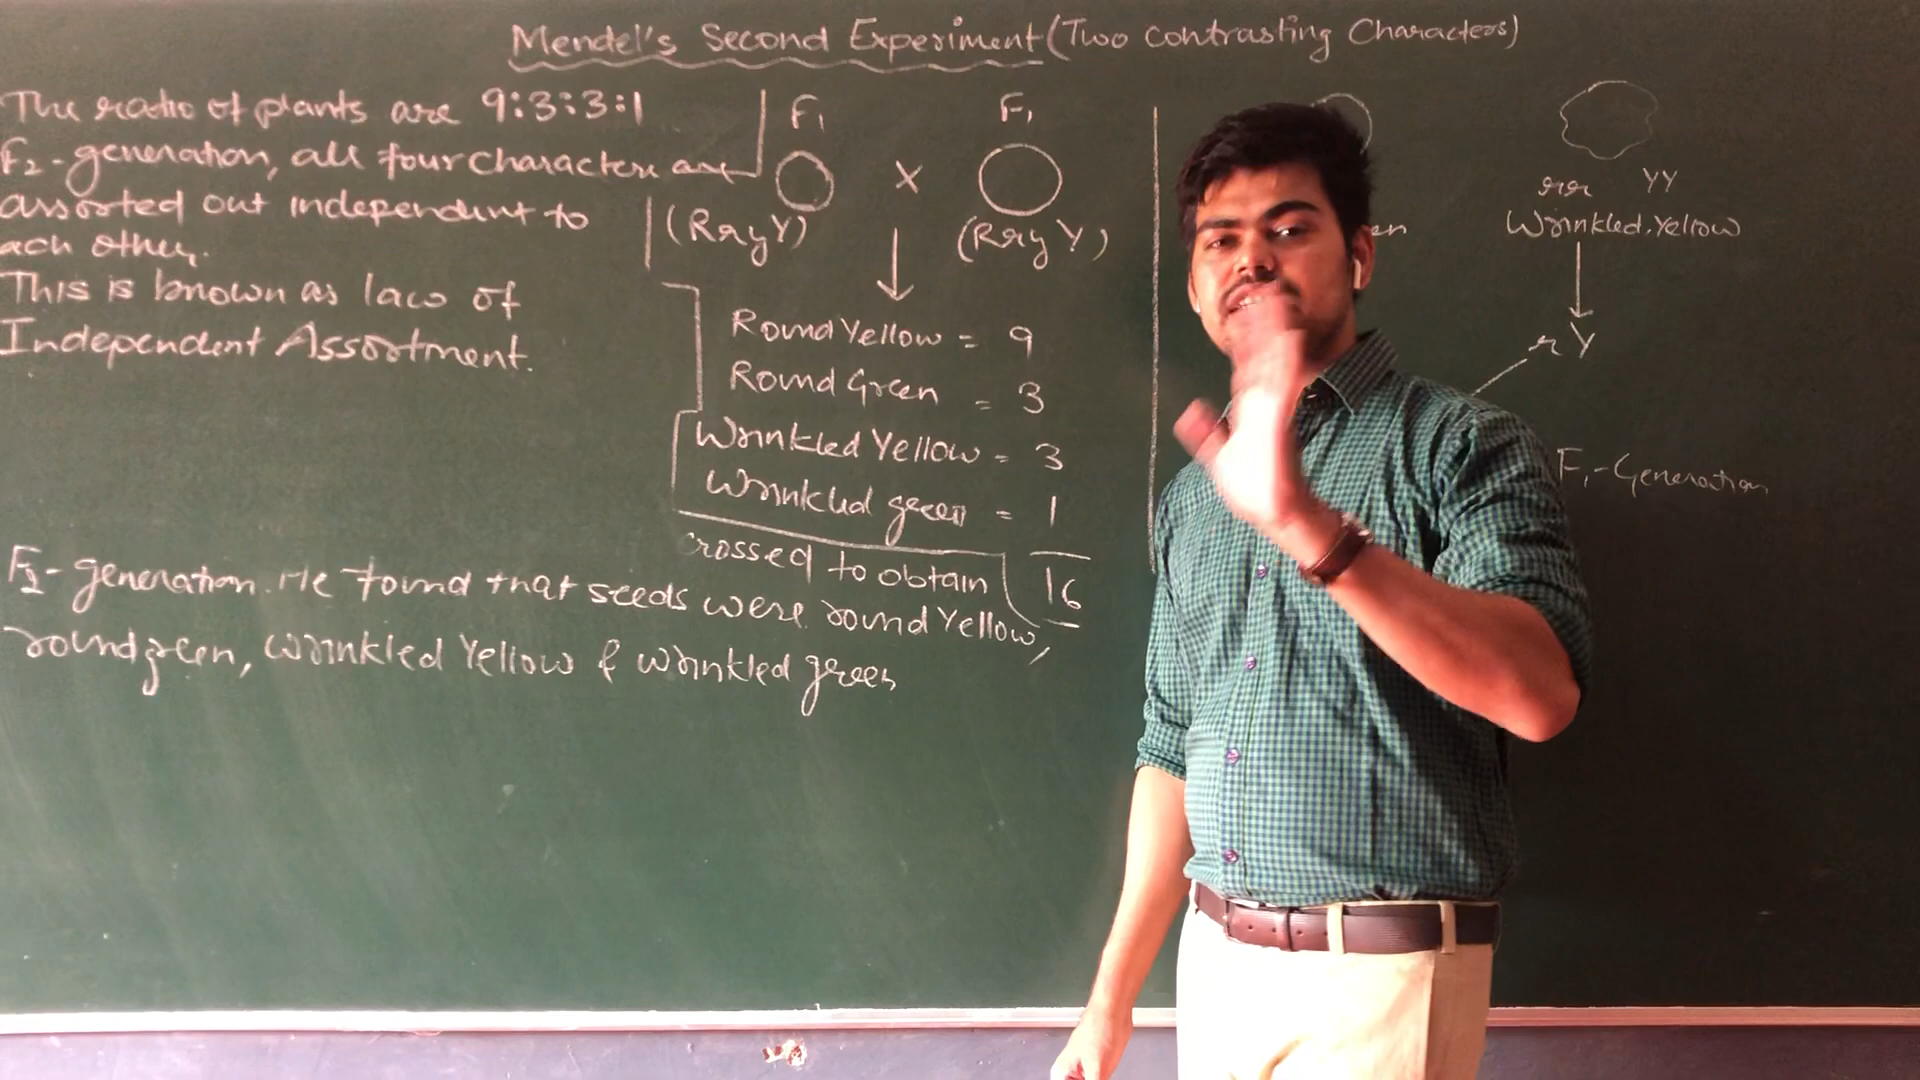 Mendel's Second Experiment (Two contrasting Characters)
The ratio of plants are 9:3:3:1
F2-generation, all four characters are
assorted out independent to
ach other.
This is known as law of
Independent Assortment.
F1 F1
X
(RryY) (RryY)
Round Yellow = 9
Round Green = 3
Wrinkled Yellow = 3
Wrinkled green = 1
16
crossed to obtain
F2-generation. He found that seeds were round Yellow,
round green, wrinkled Yellow & wrinkled green
rr YY
en Wrinkled.Yellow
rY
F1-Generation